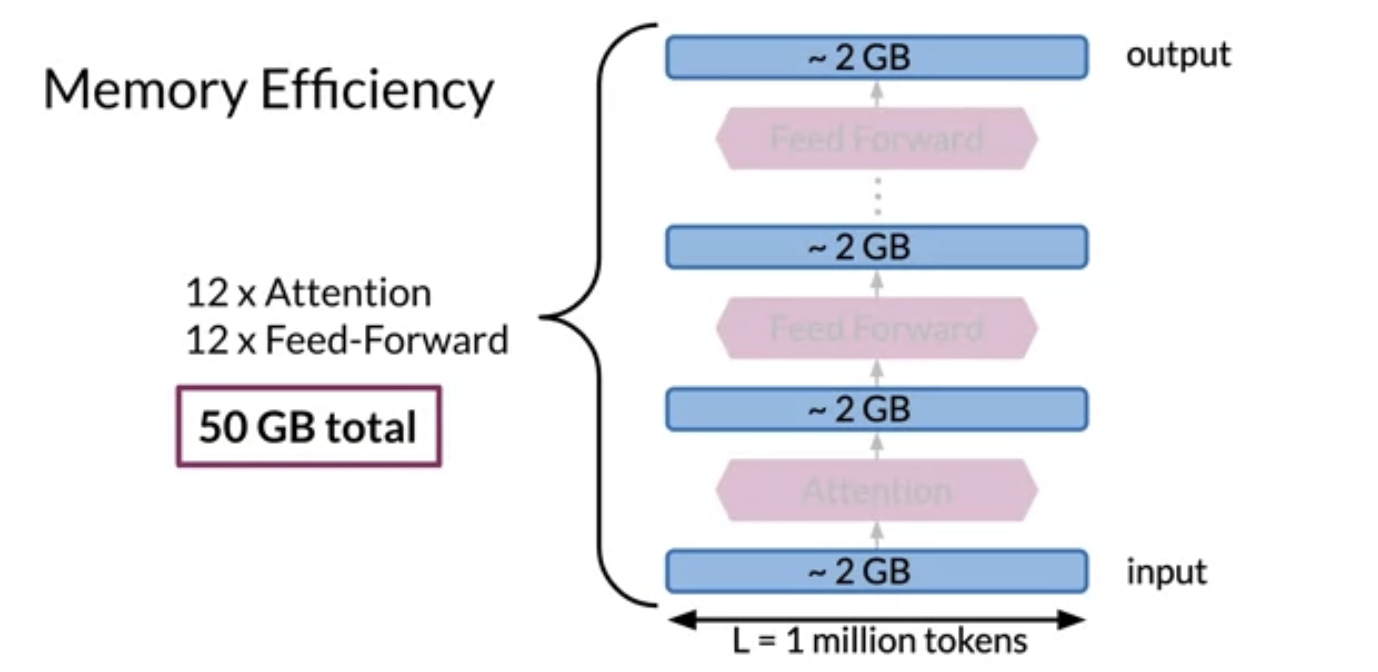 Memory Efficiency
12 x Attention
12 x Feed-Forward
50 GB total
~ 2 GB
output
Feed Forward
~ 2 GB
Feed Forward
~ 2 GB
Attention
~ 2 GB
input
L = 1 million tokens